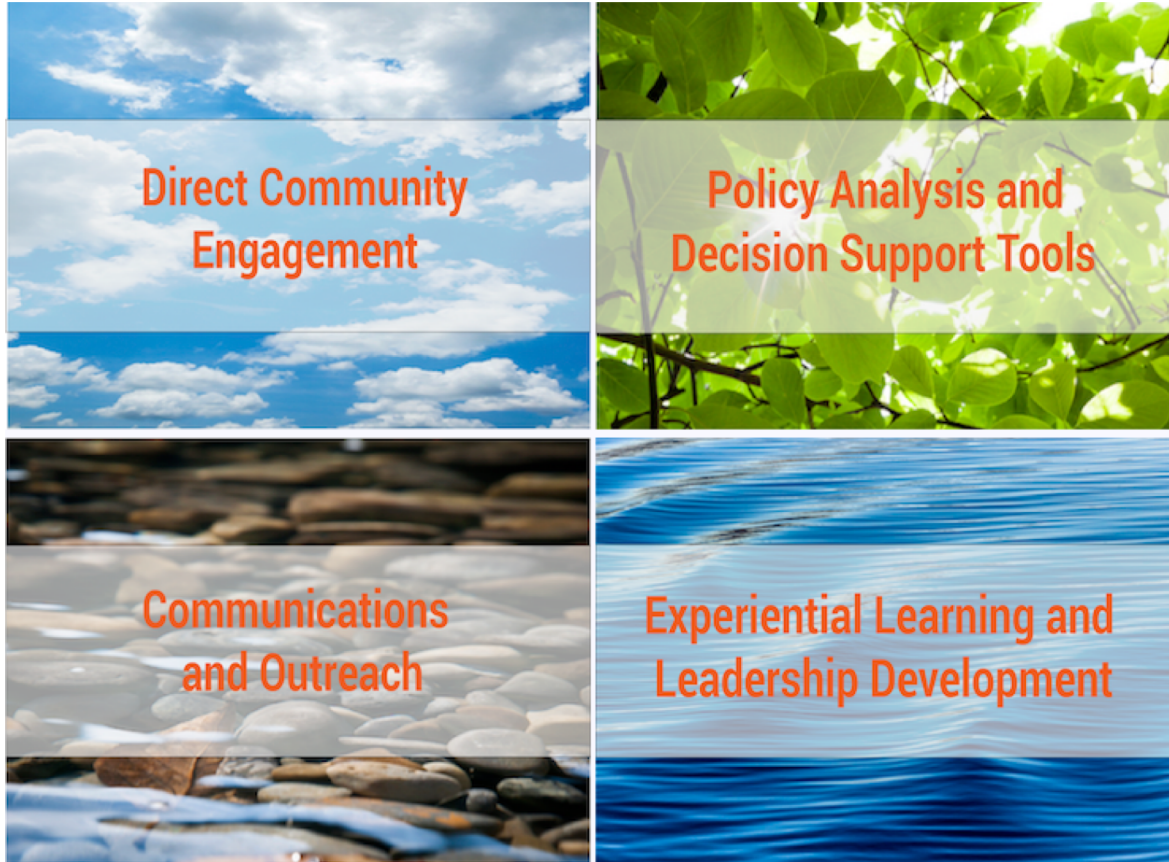 Direct Community
Engagement
Policy Analysis and
Decision Support Tools
Communications
and Outreach
Experiential Learning and
Leadership Development